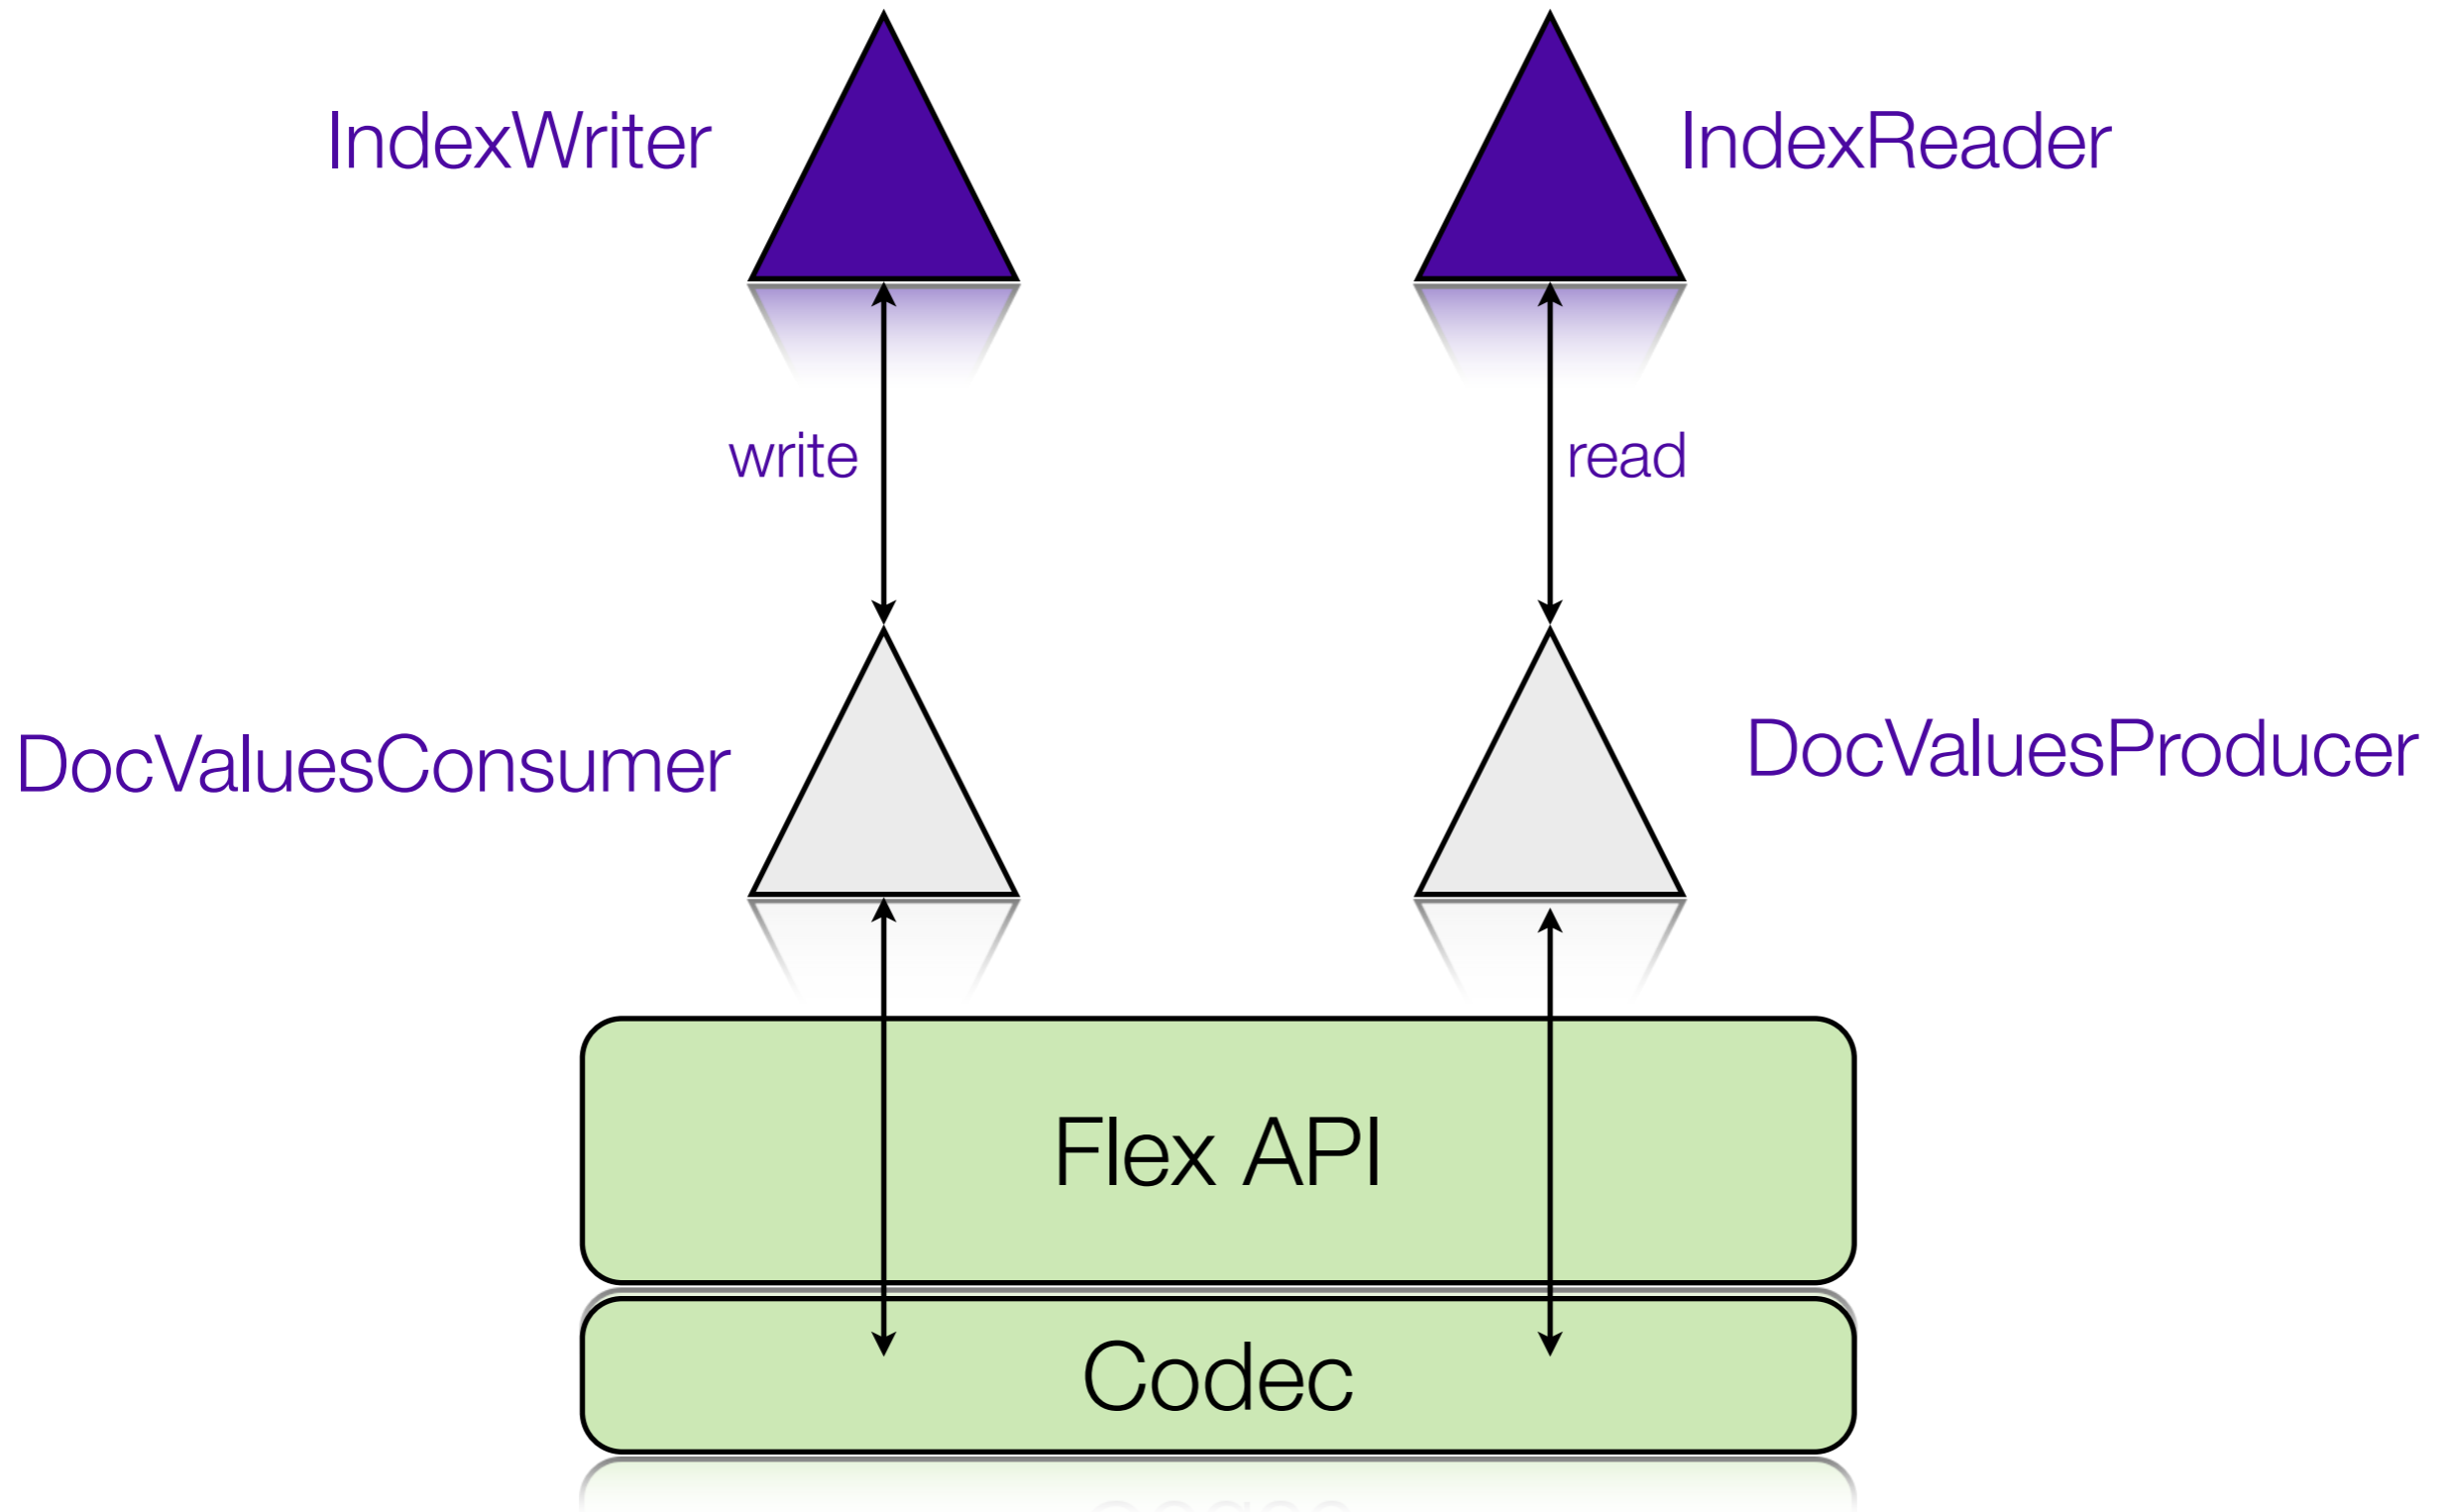 IndexWriter
IndexReader
write
read
DocValuesConsumer
DocValuesProducer
Flex API
Codec